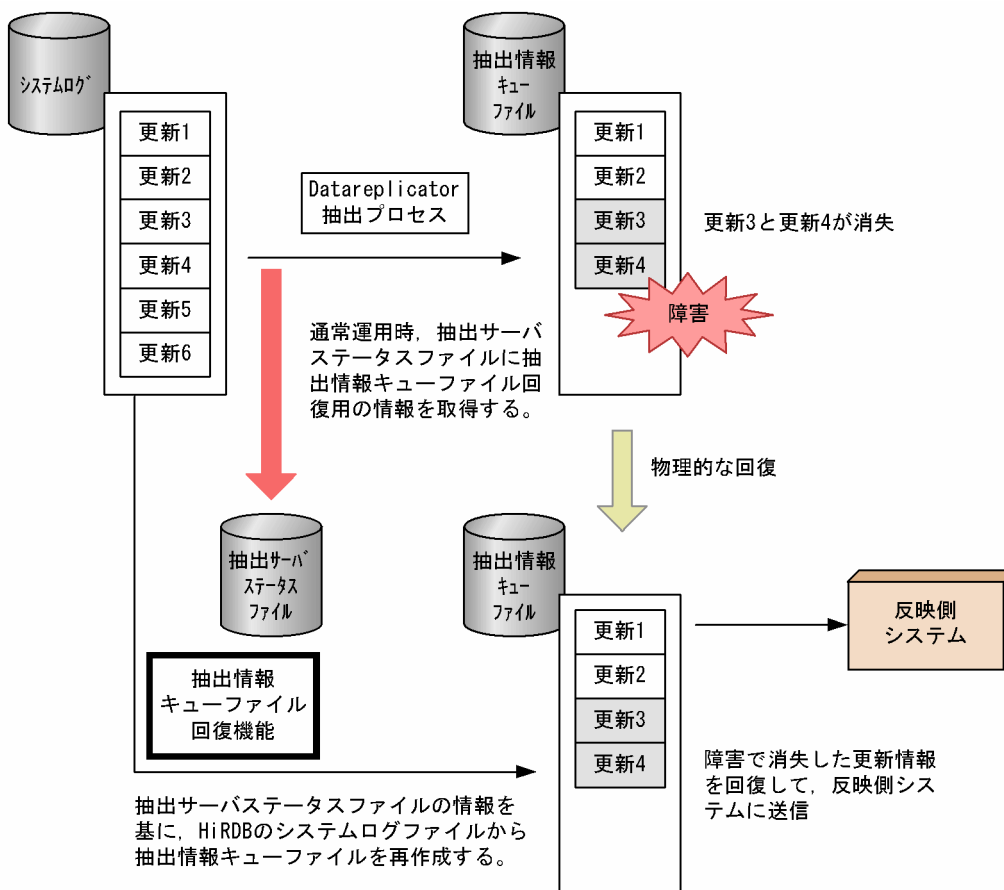 システムログ
更新1
更新2
更新3
更新4
更新5
更新6
Datareplicator
抽出プロセス
抽出情報
キュー
ファイル
更新1
更新2
更新3
更新4
更新3と更新4が消失
障害
通常運用時，抽出サーバ
ステータスファイルに抽
出情報キューファイル回
復用の情報を取得する。
物理的な回復
抽出サーバ
ステータス
ファイル
抽出情報
キュー
ファイル
更新1
更新2
更新3
更新4
反映側
システム
抽出情報
キューファイル
回復機能
障害で消失した更新情報
を回復して，反映側シス
テムに送信
抽出サーバステータスファイルの情報を
基に，HiRDBのシステムログファイルから
抽出情報キューファイルを再作成する。